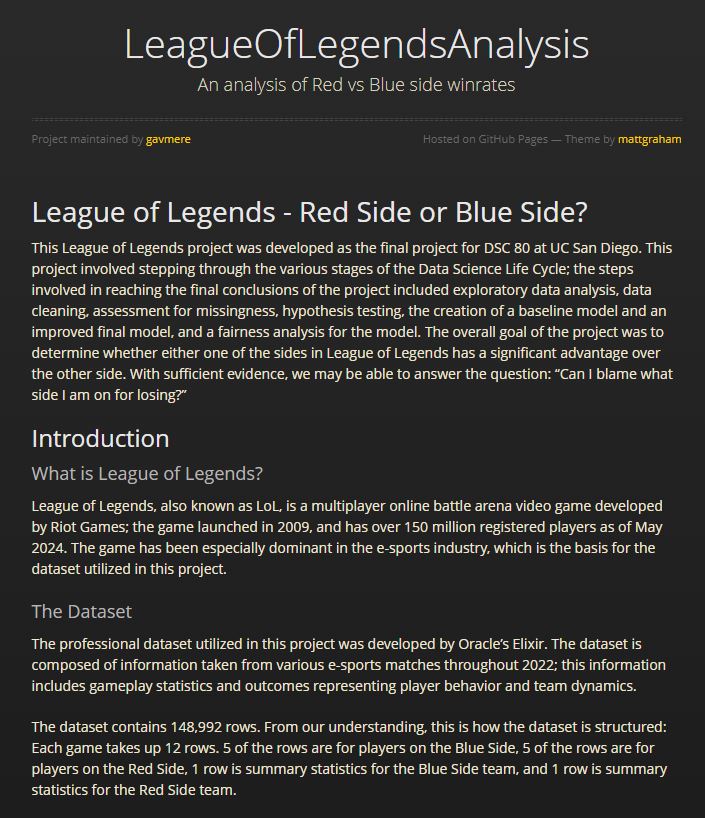 LeagueOfLegendsAnalysis
An analysis of Red vs Blue side winrates
Project maintained by gavmere
Hosted on GitHub Pages — Theme by mattgraham
League of Legends - Red Side or Blue Side?
This League of Legends project was developed as the final project for DSC 80 at UC San Diego. This
project involved stepping through the various stages of the Data Science Life Cycle; the steps
involved in reaching the final conclusions of the project included exploratory data analysis, data
cleaning, assessment for missingness, hypothesis testing, the creation of a baseline model and an
improved final model, and a fairness analysis for the model. The overall goal of the project was to
determine whether either one of the sides in League of Legends has a significant advantage over
the other side. With sufficient evidence, we may be able to answer the question: “Can I blame what
side I am on for losing?”
Introduction
What is League of Legends?
League of Legends, also known as LoL, is a multiplayer online battle arena video game developed
by Riot Games; the game launched in 2009, and has over 150 million registered players as of May
2024. The game has been especially dominant in the e-sports industry, which is the basis for the
dataset utilized in this project.
The Dataset
The professional dataset utilized in this project was developed by Oracle’s Elixir. The dataset is
composed of information taken from various e-sports matches throughout 2022; this information
includes gameplay statistics and outcomes representing player behavior and team dynamics.
The dataset contains 148,992 rows. From our understanding, this is how the dataset is structured:
Each game takes up 12 rows. 5 of the rows are for players on the Blue Side, 5 of the rows are for
players on the Red Side, 1 row is summary statistics for the Blue Side team, and 1 row is summary
statistics for the Red Side team.